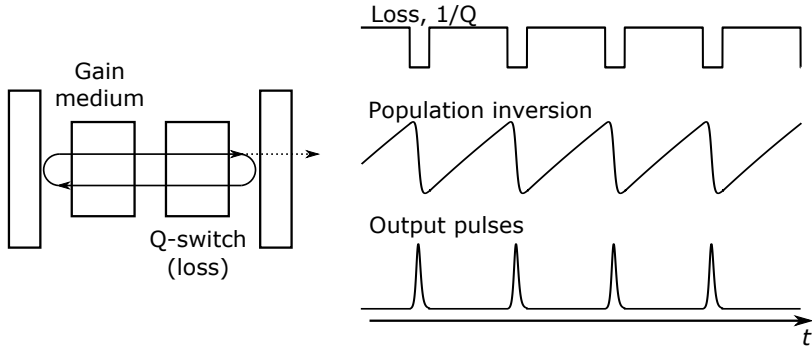 Gain
medium
Q-switch
(loss)
Loss, 1/Q
Population inversion
Output pulses
t